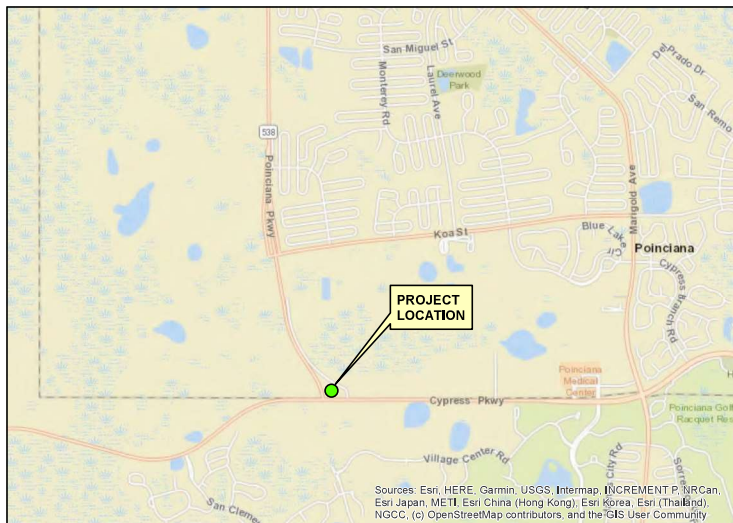 San Miguel St
Monterey Rd
Laurel Ave
Deerwood
Park
Del Prado Dr
San Remo
538
Poinciana Pkwy
Marigold Ave
Koa St
Blue Lake Cir
Poinciana
Cypress Branch Rd
PROJECT
LOCATION
Poinciana
Medical
Center
H
Cypress Pkwy
Poinciana Golf
Racquet Res
Village Center Rd
City Rd
Sorre
San Cleme
Sources: Esri, HERE, Garmin, USGS, Intermap, INCREMENT P, NRCan,
Esri Japan, METI, Esri China (Hong Kong), Esri Korea, Esri (Thailand),
NGCC, (c) OpenStreetMap contributors, and the GIS User Community